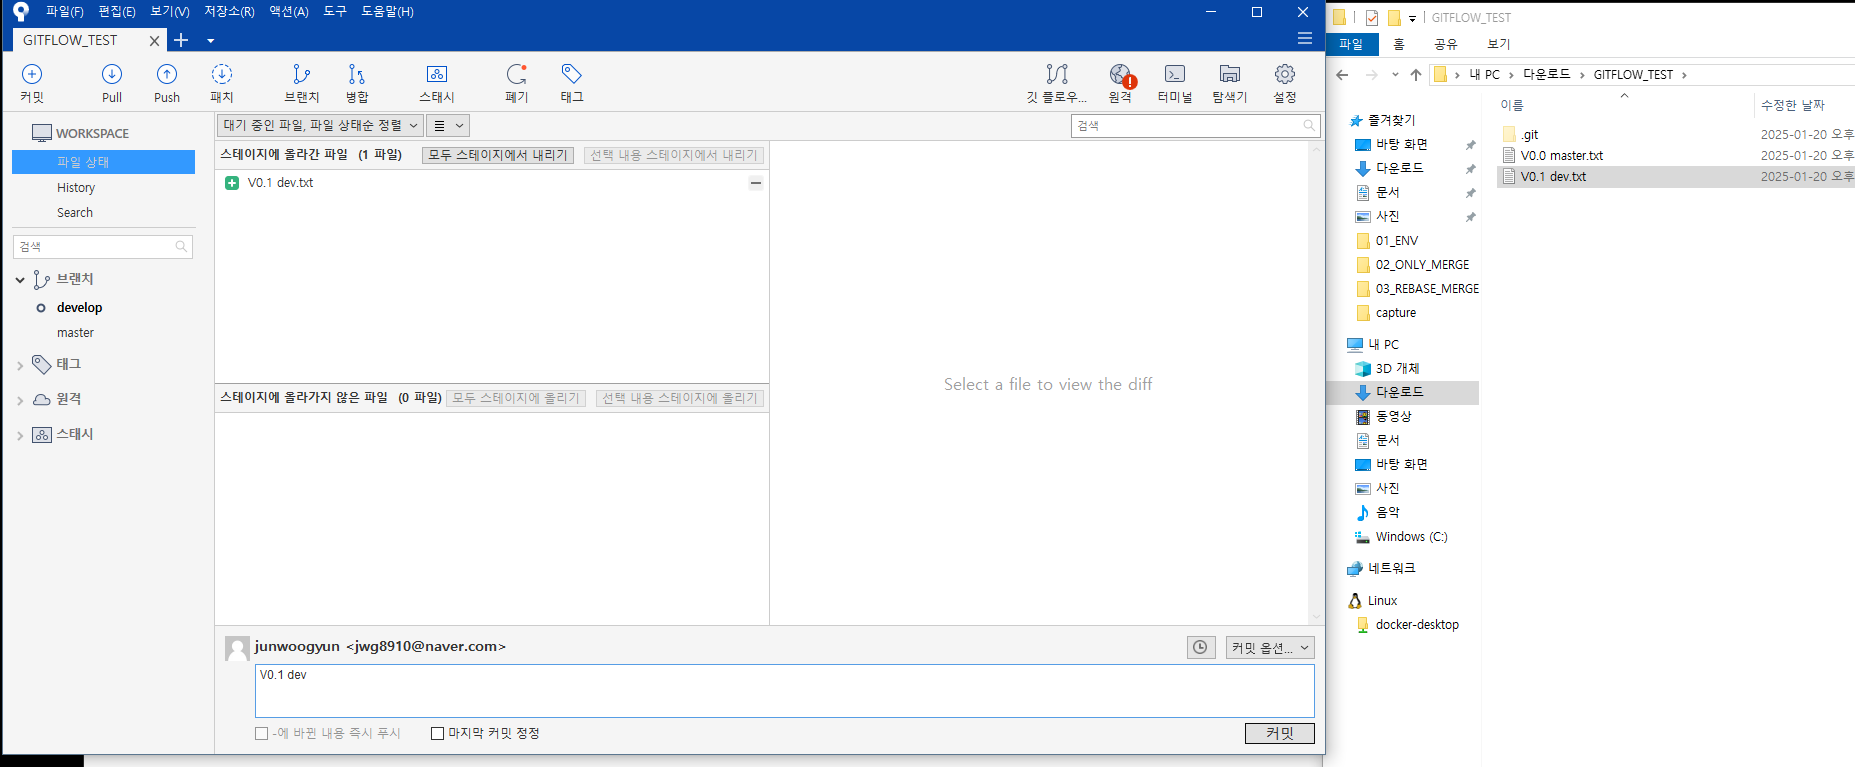 파일(F) 편집(E) 보기(V) 저장소(R) 액션(A) 도구 도움말(H)
GITFLOW_TEST
커밋 Pull Push 패치 브랜치 병합 스태시 폐기 태그 깃 플로우... 원격 터미널 탐색기 설정
WORKSPACE
파일 상태
History
Search
검색
브랜치
develop
master
태그
원격
스태시
대기 중인 파일, 파일 상태순 정렬
검색
스테이지에 올라간 파일 (1 파일) 모두 스테이지에서 내리기 선택 내용 스테이지에서 내리기
V0.1 dev.txt
스테이지에 올라가지 않은 파일 (0 파일) 모두 스테이지에 올리기 선택 내용 스테이지에 올리기
Select a file to view the diff
junwoogyun <jwg8910@naver.com>
커밋 옵션...
V0.1 dev
-에 바뀐 내용 즉시 푸시 마지막 커밋 정정 커밋
GITFLOW_TEST
파일 홈 공유 보기
내 PC 다운로드 GITFLOW_TEST
즐겨찾기
바탕 화면
다운로드
문서
사진
01_ENV
02_ONLY_MERGE
03_REBASE_MERGE
capture
내 PC
3D 개체
다운로드
동영상
문서
바탕 화면
사진
음악
Windows (C:)
네트워크
Linux
docker-desktop
이름 수정한 날짜
.git 2025-01-20 오후
V0.0 master.txt 2025-01-20 오후
V0.1 dev.txt 2025-01-20 오후